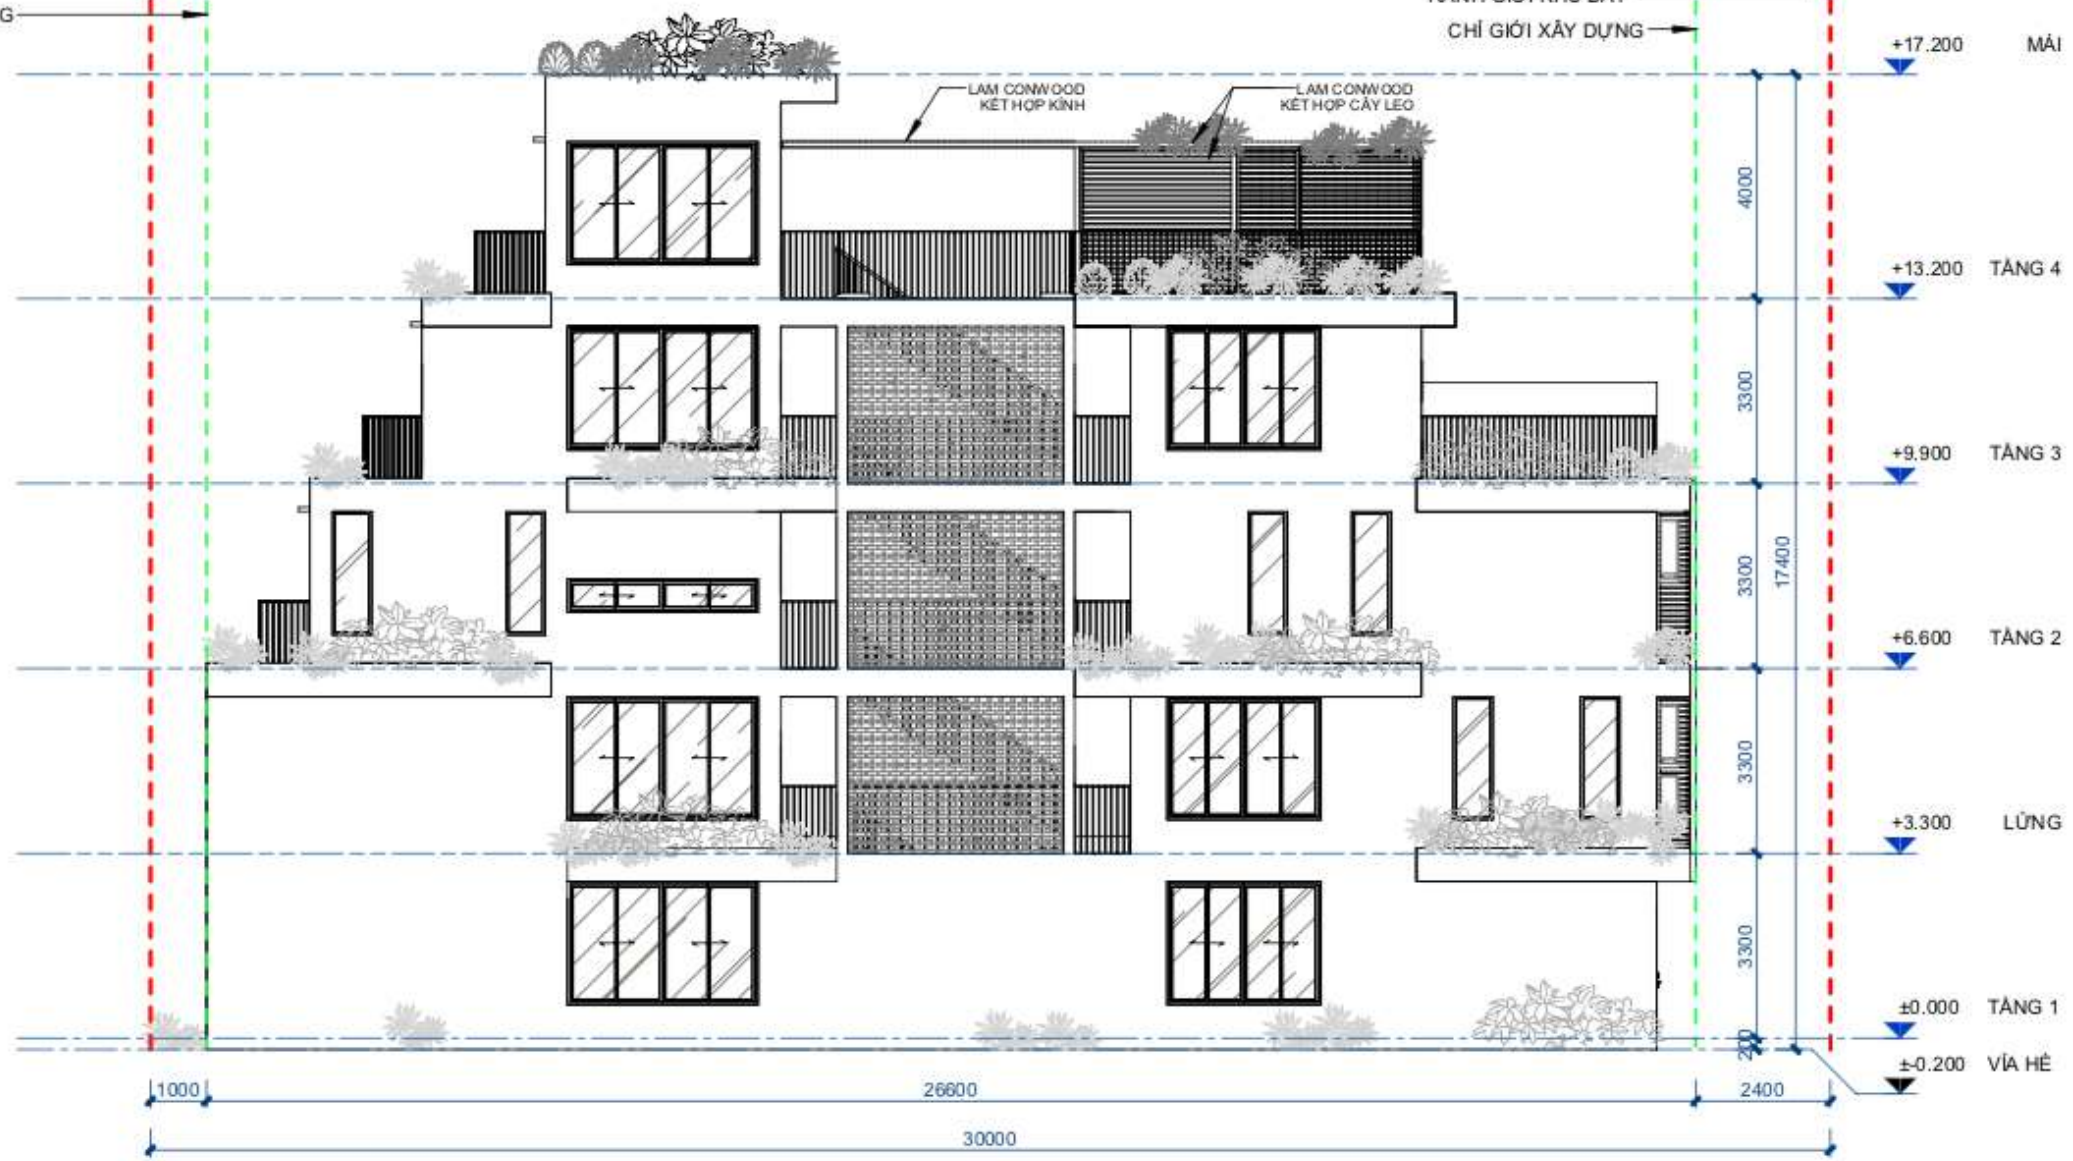 G
CHỈ GIỚI XÂY DỰNG
+17.200 MÁI
LAM CONWOOD
KẾT HỢP KÍNH
LAM CONWOOD
KẾT HỢP CÂY LEO
4000
+13.200 TẦNG 4
3300
+9.900 TẦNG 3
3300
17400
+6.600 TẦNG 2
3300
+3.300 LỬNG
3300
±0.000 TẦNG 1
200
±-0.200 VỈA HÈ
1000 26600 2400
30000